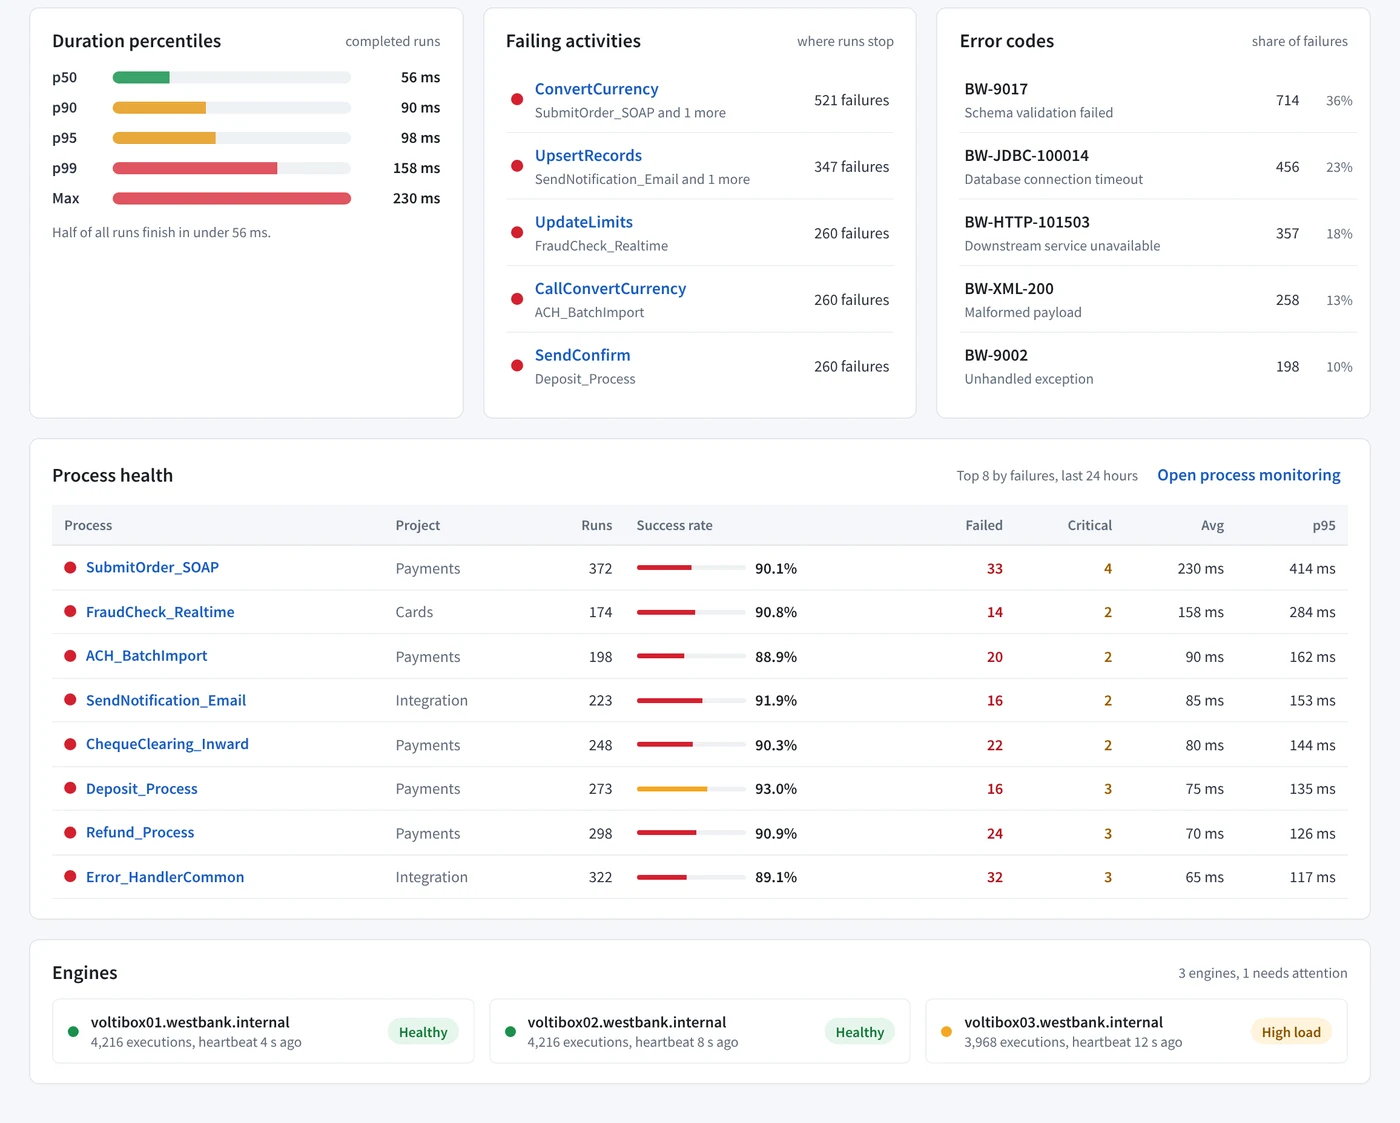 Duration percentiles
completed runs
p50 56 ms
p90 90 ms
p95 98 ms
p99 158 ms
Max 230 ms
Half of all runs finish in under 56 ms.
Failing activities
where runs stop
ConvertCurrency
SubmitOrder_SOAP and 1 more
521 failures
UpsertRecords
SendNotification_Email and 1 more
347 failures
UpdateLimits
FraudCheck_Realtime
260 failures
CallConvertCurrency
ACH_BatchImport
260 failures
SendConfirm
Deposit_Process
260 failures
Error codes
share of failures
BW-9017
Schema validation failed
714 36%
BW-JDBC-100014
Database connection timeout
456 23%
BW-HTTP-101503
Downstream service unavailable
357 18%
BW-XML-200
Malformed payload
258 13%
BW-9002
Unhandled exception
198 10%
Process health
Top 8 by failures, last 24 hours
Open process monitoring
Process Project Runs Success rate Failed Critical Avg p95
SubmitOrder_SOAP Payments 372 90.1% 33 4 230 ms 414 ms
FraudCheck_Realtime Cards 174 90.8% 14 2 158 ms 284 ms
ACH_BatchImport Payments 198 88.9% 20 2 90 ms 162 ms
SendNotification_Email Integration 223 91.9% 16 2 85 ms 153 ms
ChequeClearing_Inward Payments 248 90.3% 22 2 80 ms 144 ms
Deposit_Process Payments 273 93.0% 16 3 75 ms 135 ms
Refund_Process Payments 298 90.9% 24 3 70 ms 126 ms
Error_HandlerCommon Integration 322 89.1% 32 3 65 ms 117 ms
Engines
3 engines, 1 needs attention
voltibox01.westbank.internal
4,216 executions, heartbeat 4 s ago
Healthy
voltibox02.westbank.internal
4,216 executions, heartbeat 8 s ago
Healthy
voltibox03.westbank.internal
3,968 executions, heartbeat 12 s ago
High load